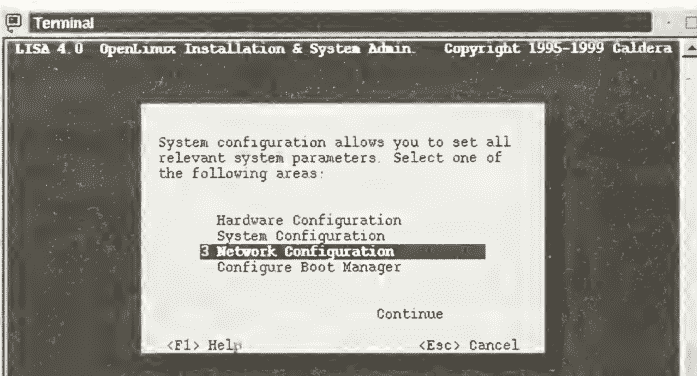 Terminal
LISA 4.0 OpenLinux Installation & System Admin. Copyright 1995-1999 Caldera
System configuration allows you to set all
relevant system parameters. Select one of
the following areas:
Hardware Configuration
System Configuration
3 Network Configuration
Configure Boot Manager
Continue
<F1> Help <Esc> Cancel